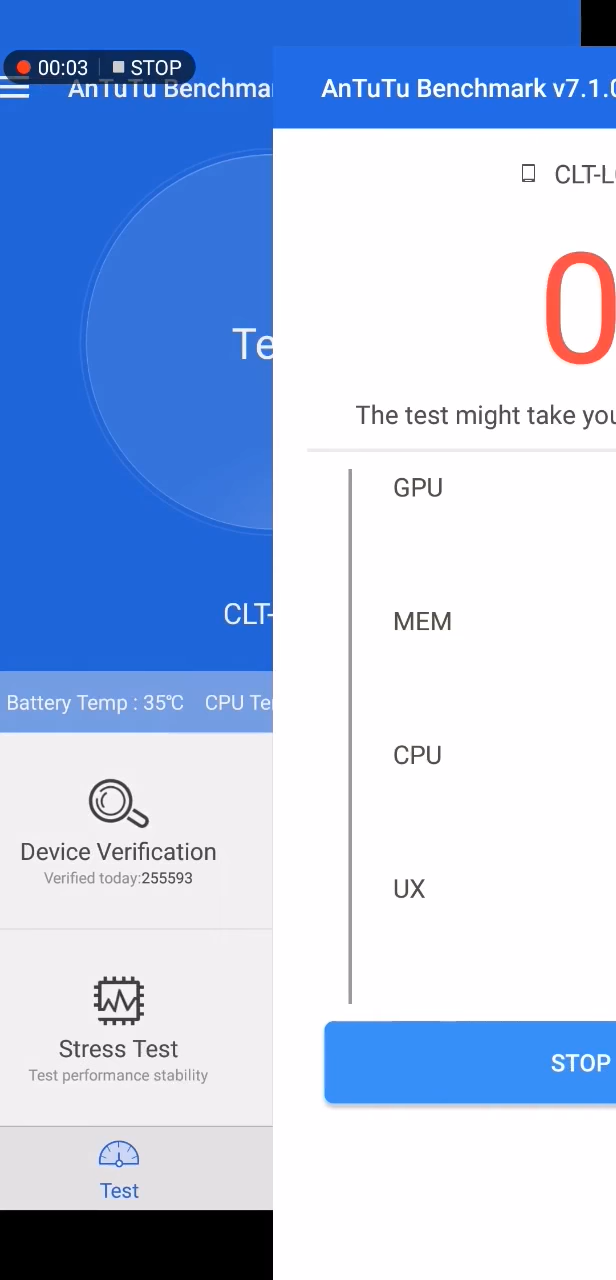 00:03 STOP
AnTuTu Benchma
AnTuTu Benchmark v7.1.0
CLT-L
0
Te
The test might take you
GPU
MEM
CPU
UX
CLT-
Battery Temp : 35℃ CPU Te
Device Verification
Verified today:255593
Stress Test
Test performance stability
STOP
Test